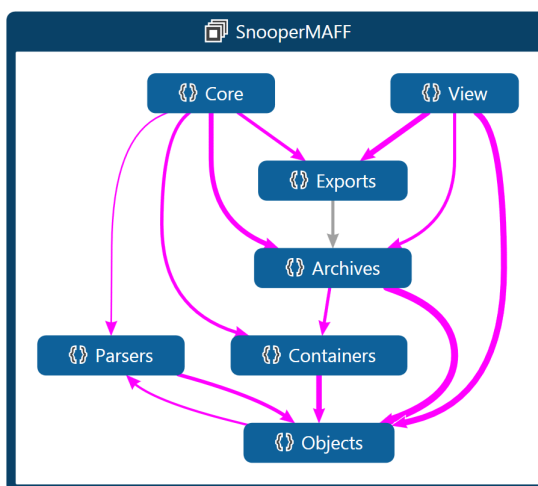 SnooperMAFF
{} Core
{} View
{} Exports
{} Archives
{} Parsers
{} Containers
{} Objects